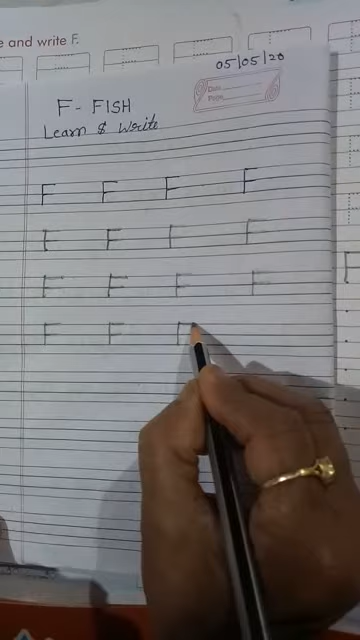 e and write F.
05/05/20
F - FISH
Date
Page
Learn & Write
F F F F
F F F F
F F F F
F F